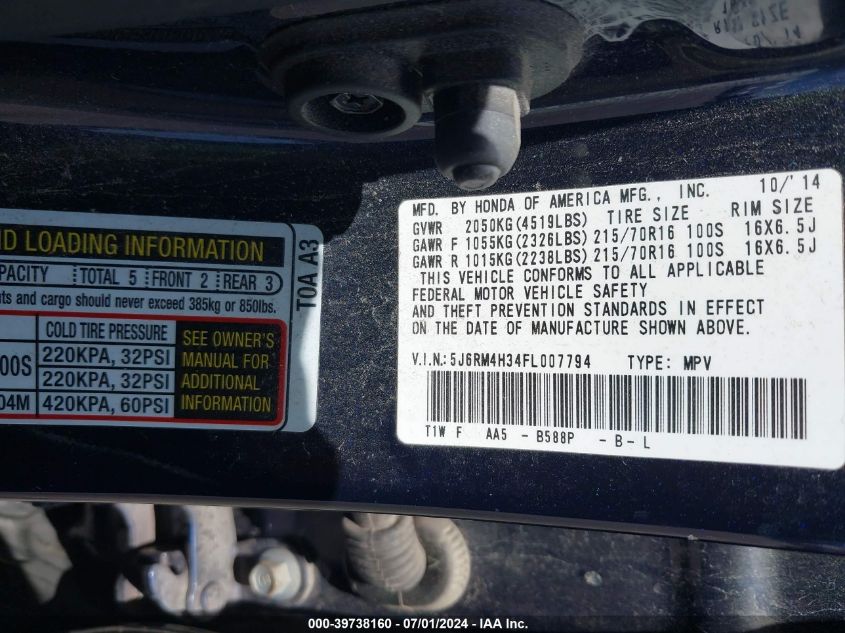 MFD. BY HONDA OF AMERICA MFG., INC. 10/'14
GVWR 2050KG(4519LBS) TIRE SIZE RIM SIZE
GAWR F 1055KG(2326LBS) 215/70R16 100S 16X6.5J
GAWR R 1015KG(2238LBS) 215/70R16 100S 16X6.5J
THIS VEHICLE CONFORMS TO ALL APPLICABLE
FEDERAL MOTOR VEHICLE SAFETY
AND THEFT PREVENTION STANDARDS IN EFFECT
ON THE DATE OF MANUFACTURE SHOWN ABOVE.
V.I.N.: 5J6RM4H34FL007794 TYPE: MPV
T1W F AA5 - B588P - B - L
ND LOADING INFORMATION
PACITY TOTAL 5 FRONT 2 REAR 3
nts and cargo should never exceed 385kg or 850lbs.
COLD TIRE PRESSURE
00S 220KPA, 32PSI
220KPA, 32PSI
04M 420KPA, 60PSI
SEE OWNER'S
MANUAL FOR
ADDITIONAL
INFORMATION
T0A A3
000-39738160 - 07/01/2024 - IAA Inc.